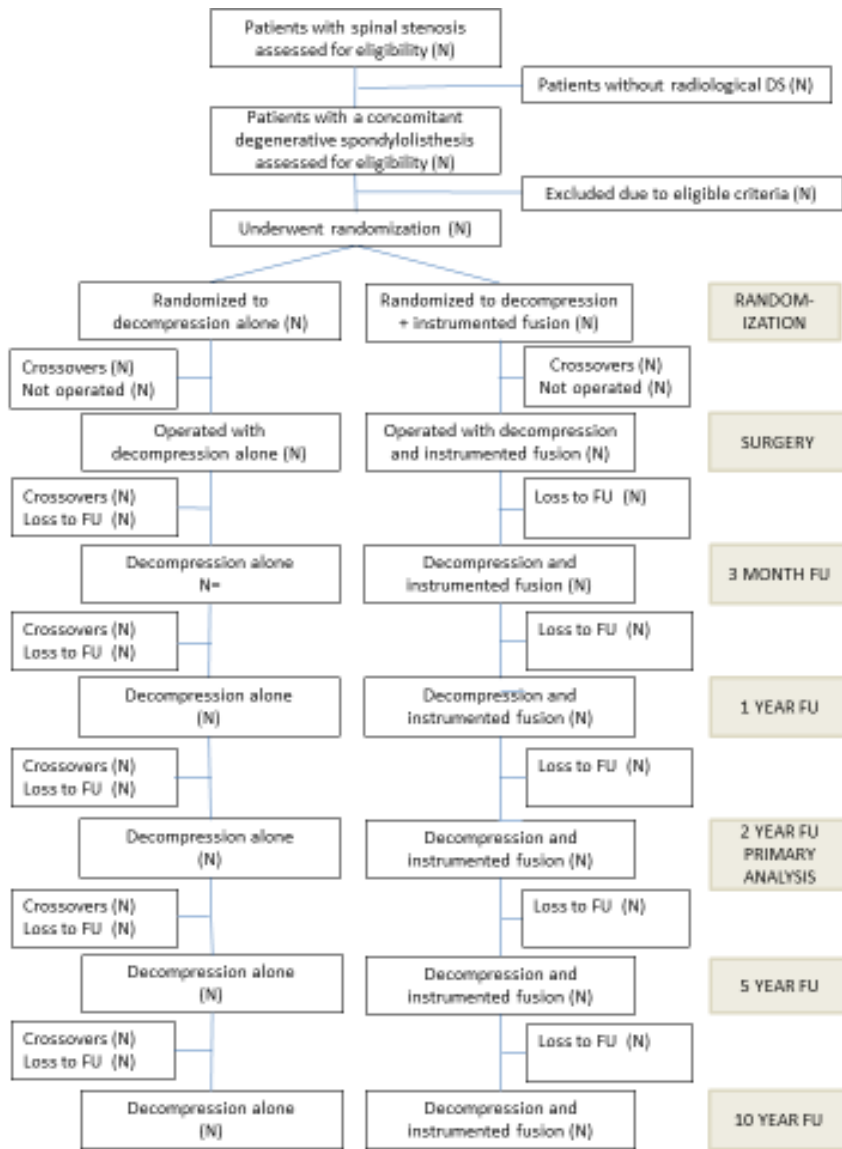 Patients with spinal stenosis
assessed for eligibility (N)
Patients without radiological DS (N)
Patients with a concomitant
degenerative spondylolisthesis
assessed for eligibility (N)
Excluded due to eligible criteria (N)
Underwent randomization (N)
Randomized to
decompression alone (N)
Randomized to decompression
+ instrumented fusion (N)
RANDOM-
IZATION
Crossovers (N)
Not operated (N)
Crossovers (N)
Not operated (N)
Operated with
decompression alone (N)
Operated with decompression
and instrumented fusion (N)
SURGERY
Crossovers (N)
Loss to FU (N)
Loss to FU (N)
Decompression alone
N=
Decompression and
instrumented fusion (N)
3 MONTH FU
Crossovers (N)
Loss to FU (N)
Loss to FU (N)
Decompression alone
(N)
Decompression and
instrumented fusion (N)
1 YEAR FU
Crossovers (N)
Loss to FU (N)
Loss to FU (N)
Decompression alone
(N)
Decompression and
instrumented fusion (N)
2 YEAR FU
PRIMARY
ANALYSIS
Crossovers (N)
Loss to FU (N)
Loss to FU (N)
Decompression alone
(N)
Decompression and
instrumented fusion (N)
5 YEAR FU
Crossovers (N)
Loss to FU (N)
Loss to FU (N)
Decompression alone
(N)
Decompression and
instrumented fusion (N)
10 YEAR FU